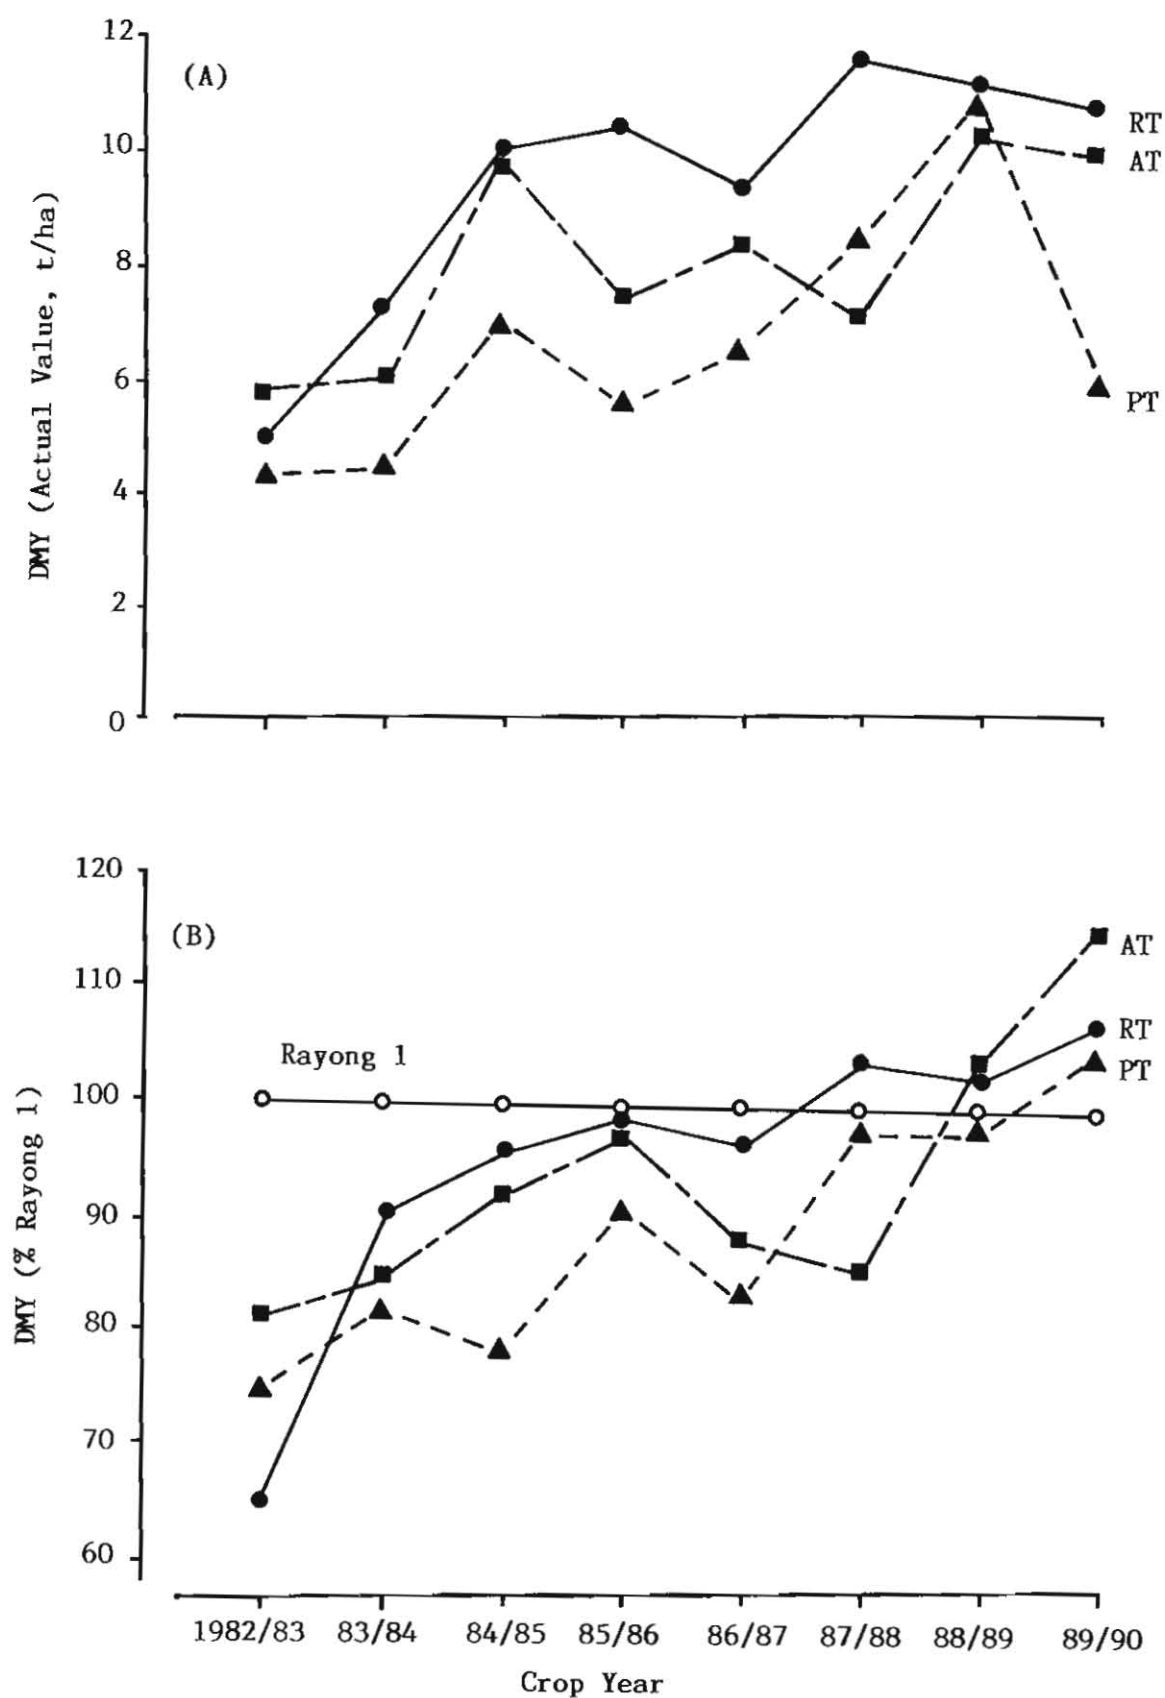 12
(A)
10
RT
AT
8
6
PT
4
2
0
DMY (Actual Value, t/ha)
120
(B)
AT
110
RT
Rayong 1
PT
100
90
80
70
60
DMY (% Rayong 1)
1982/83 83/84 84/85 85/86 86/87 87/88 88/89 89/90
Crop Year